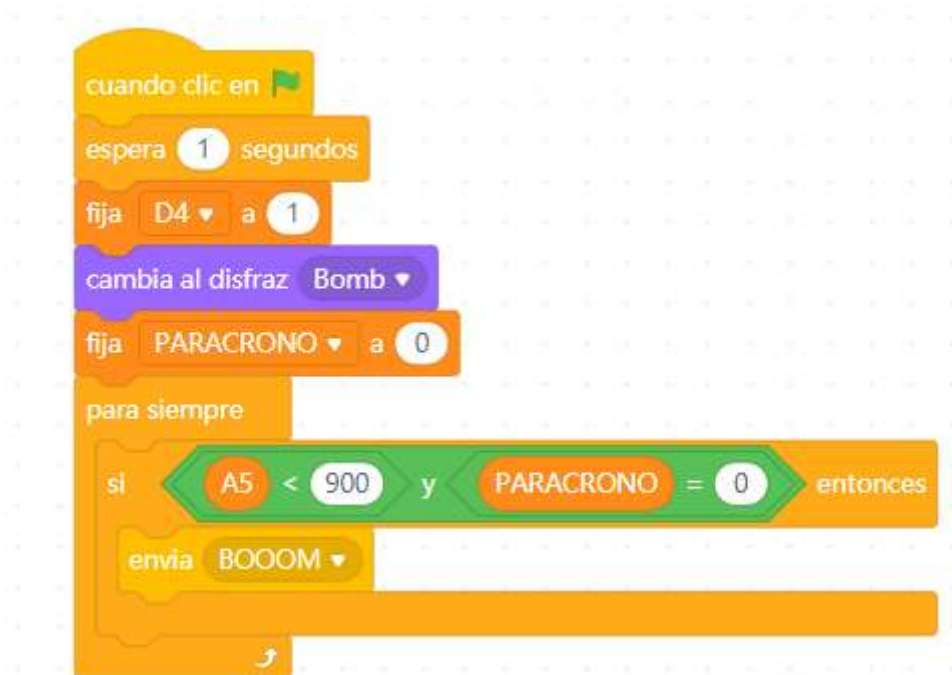 cuando clic en
espera 1 segundos
fija D4 a 1
cambia al disfraz Bomb
fija PARACRONO a 0
para siempre
si A5 < 900 y PARACRONO = 0 entonces
envia BOOOM